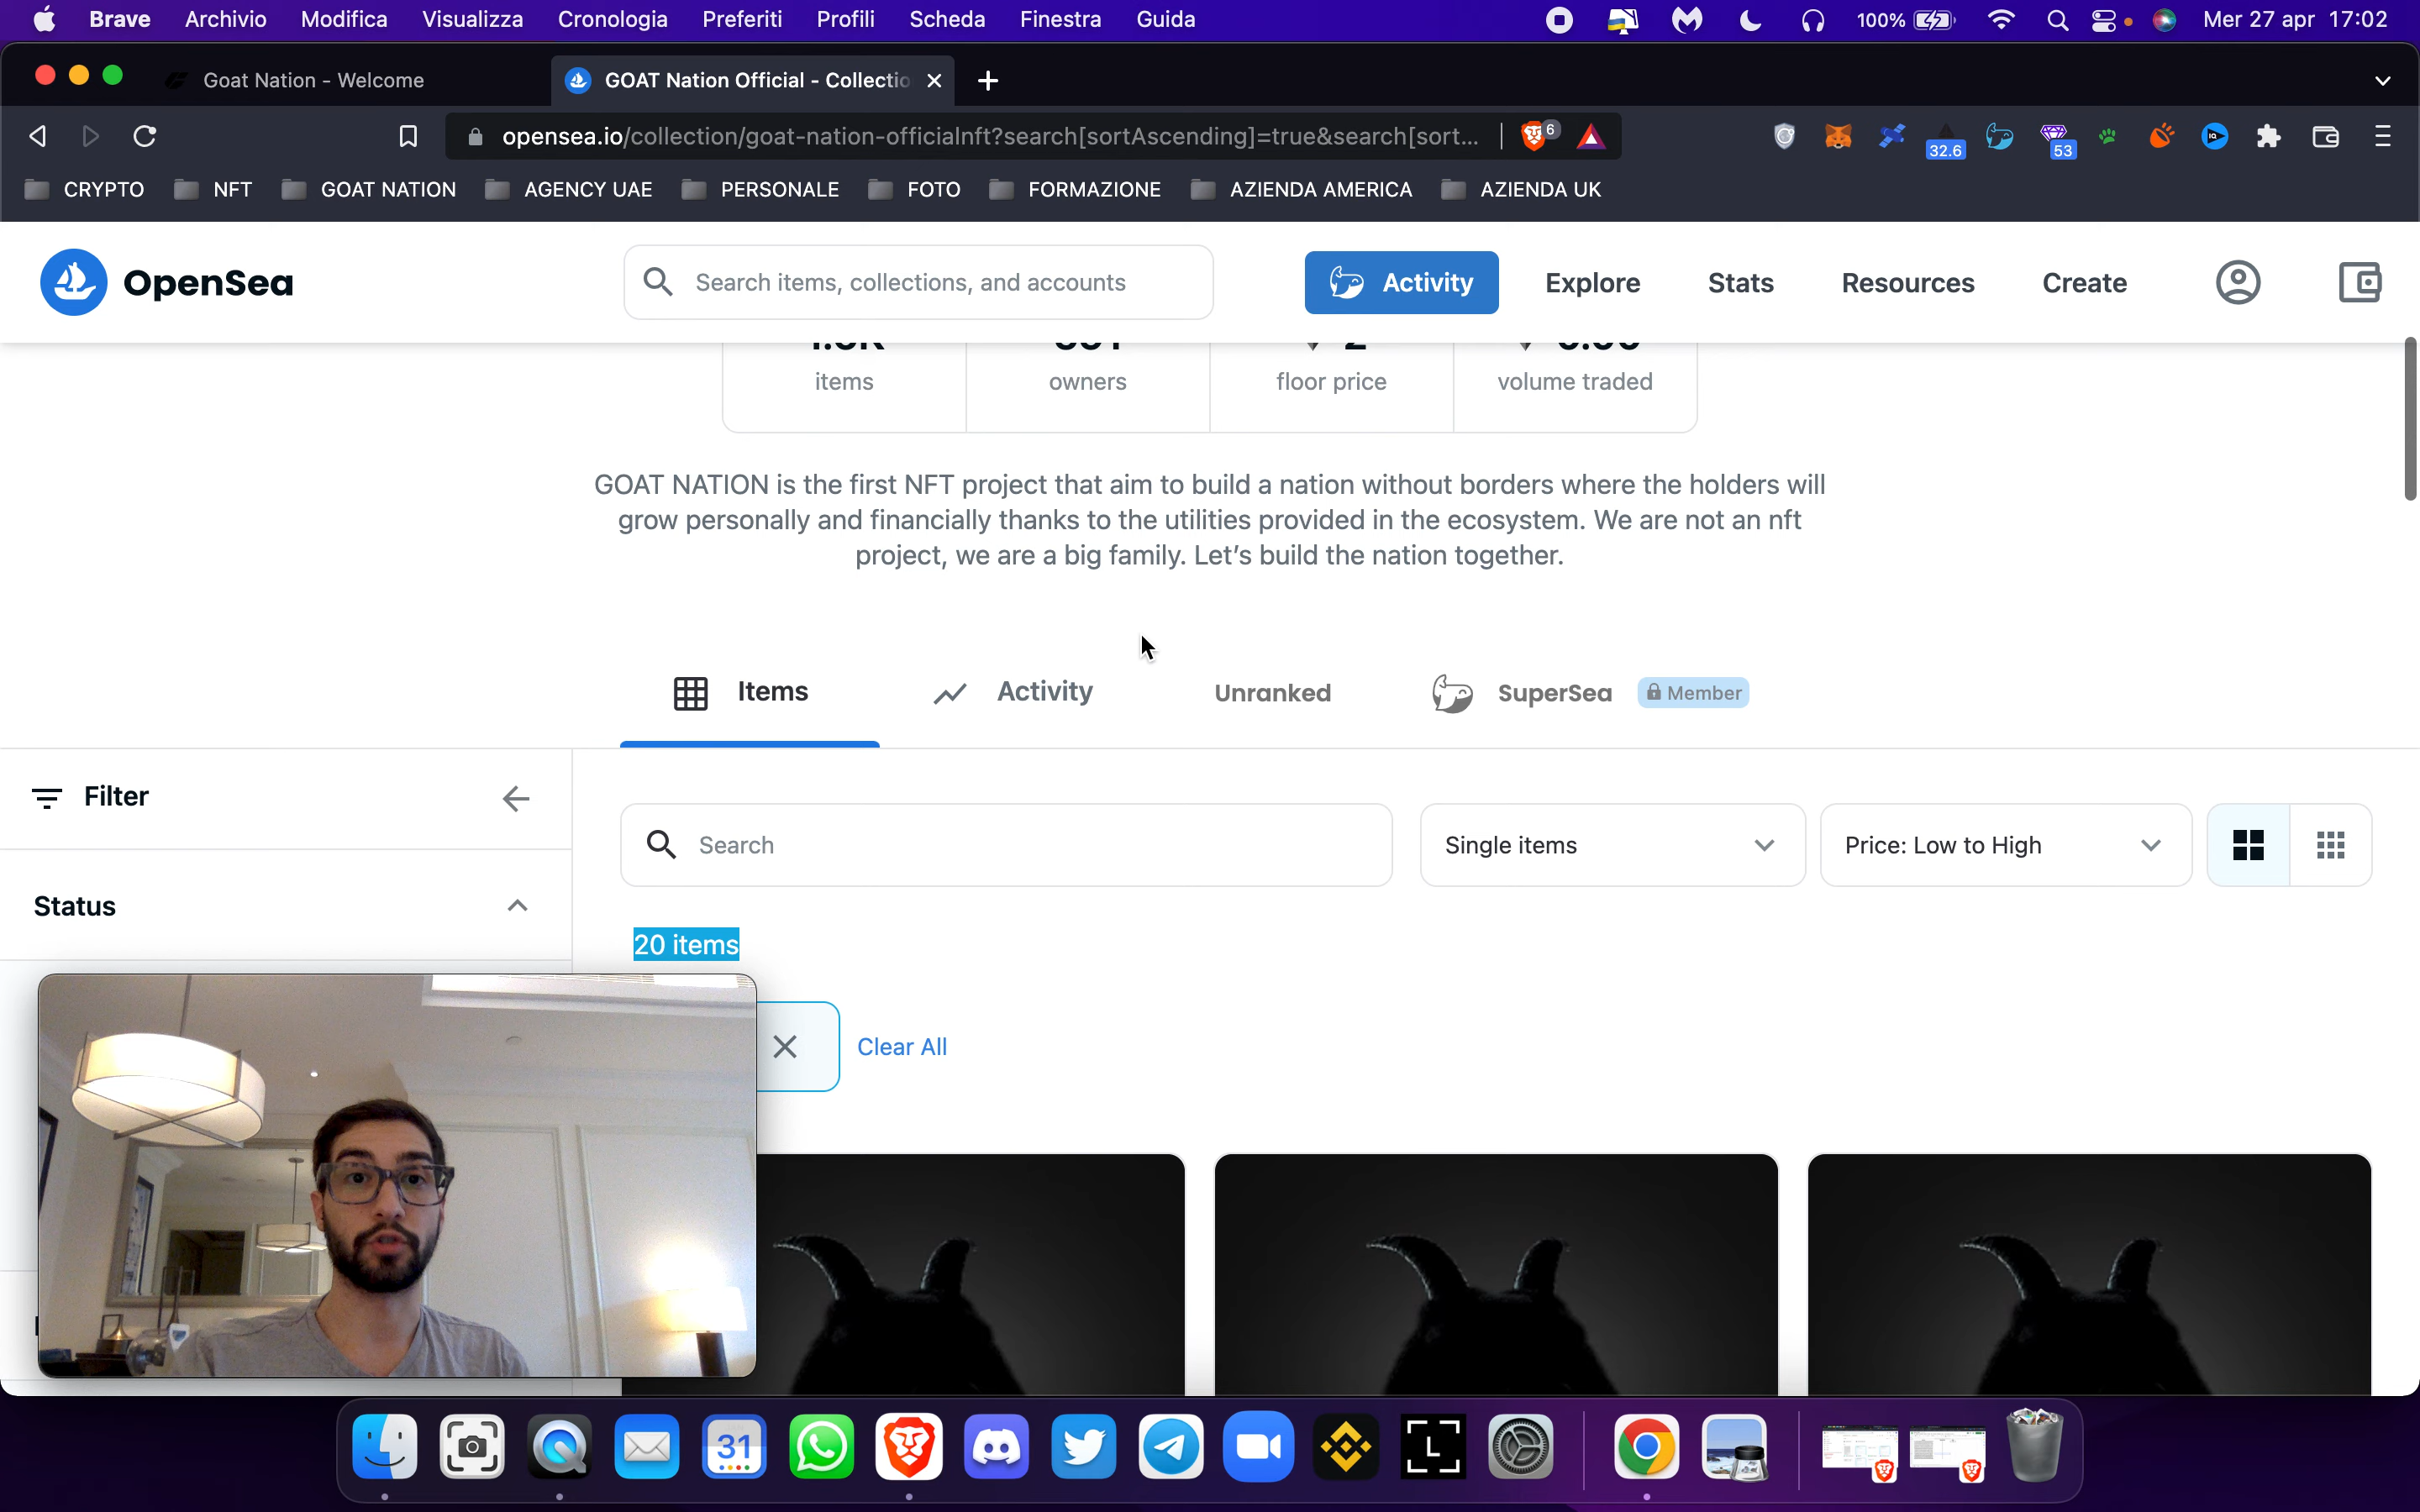 Brave Archivio Modifica Visualizza Cronologia Preferiti Profili Scheda Finestra Guida 100% Mer 27 apr 17:02
Goat Nation - Welcome GOAT Nation Official - Collectio
opensea.io/collection/goat-nation-officialnft?search[sortAscending]=true&search[sort... 6 32.6 53
CRYPTO NFT GOAT NATION AGENCY UAE PERSONALE FOTO FORMAZIONE AZIENDA AMERICA AZIENDA UK
OpenSea Search items, collections, and accounts Activity Explore Stats Resources Create
items owners floor price volume traded
GOAT NATION is the first NFT project that aim to build a nation without borders where the holders will
grow personally and financially thanks to the utilities provided in the ecosystem. We are not an nft
project, we are a big family. Let's build the nation together.
Items Activity Unranked SuperSea Member
Filter
Search Single items Price: Low to High
Status
20 items
Clear All
31
L